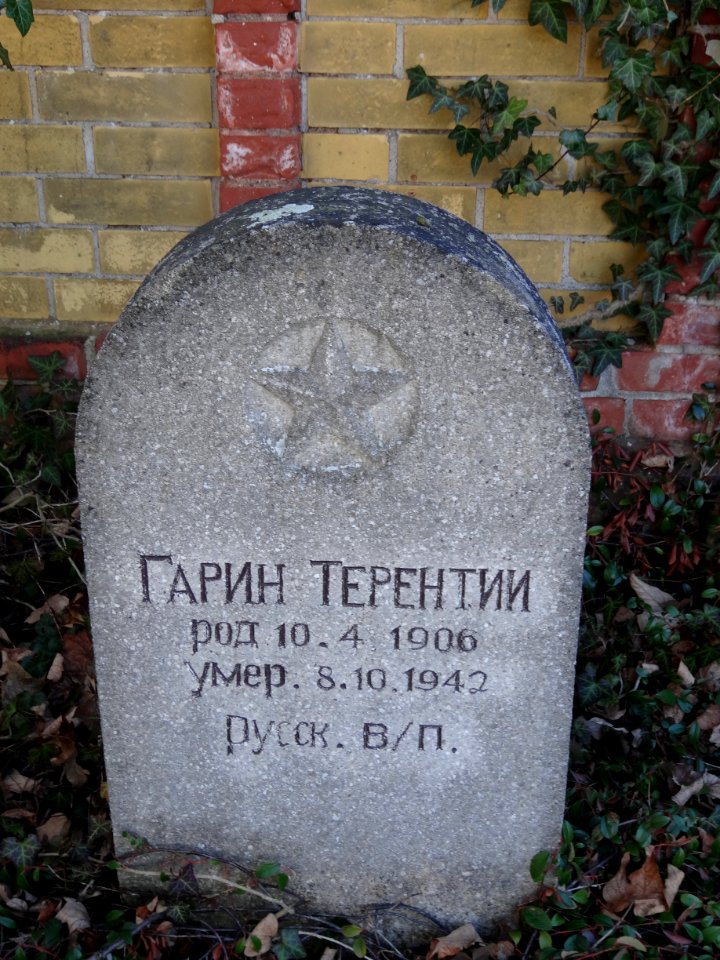 ГАРИН ТЕРЕНТИИ
род 10.4.1906
умер. 8.10.1942
русск. в/п.